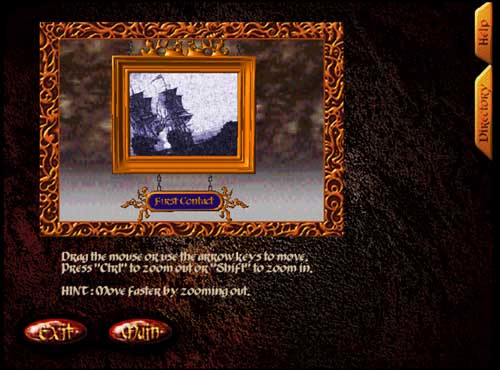 Help
Directory
First Contact
Drag the mouse or use the arrow keys to move.
Press "Ctrl" to zoom out or "Shift" to zoom in.
HINT : Move faster by zooming out.
Exit
Main